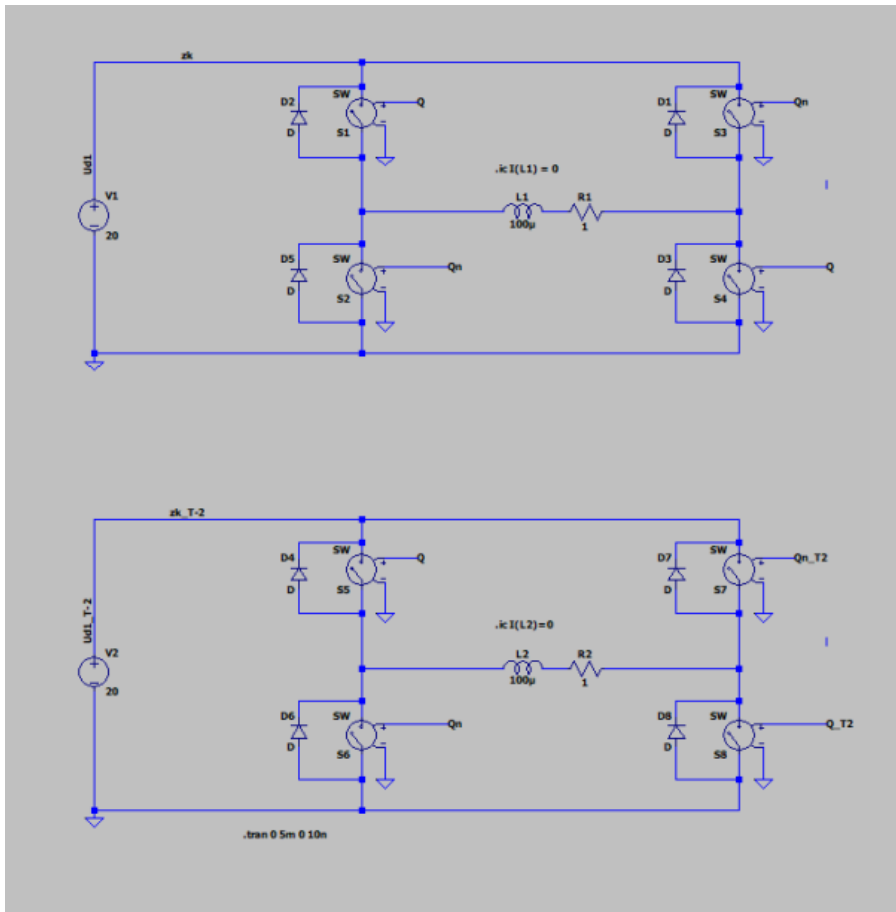 zk
D2
SW
Q
D
S1
D1
SW
Qn
D
S3
Ud1
.ic I(L1) = 0
V1
20
L1
100µ
R1
1
D5
SW
Qn
D
S2
D3
SW
Q
D
S4
zk_T-2
D4
SW
Q
D
S5
D7
SW
Qn_T2
D
S7
Ud1_T-2
.ic I(L2)=0
V2
20
L2
100µ
R2
1
D6
SW
Qn
D
S6
D8
SW
Q_T2
D
S8
.tran 0 5m 0 10n